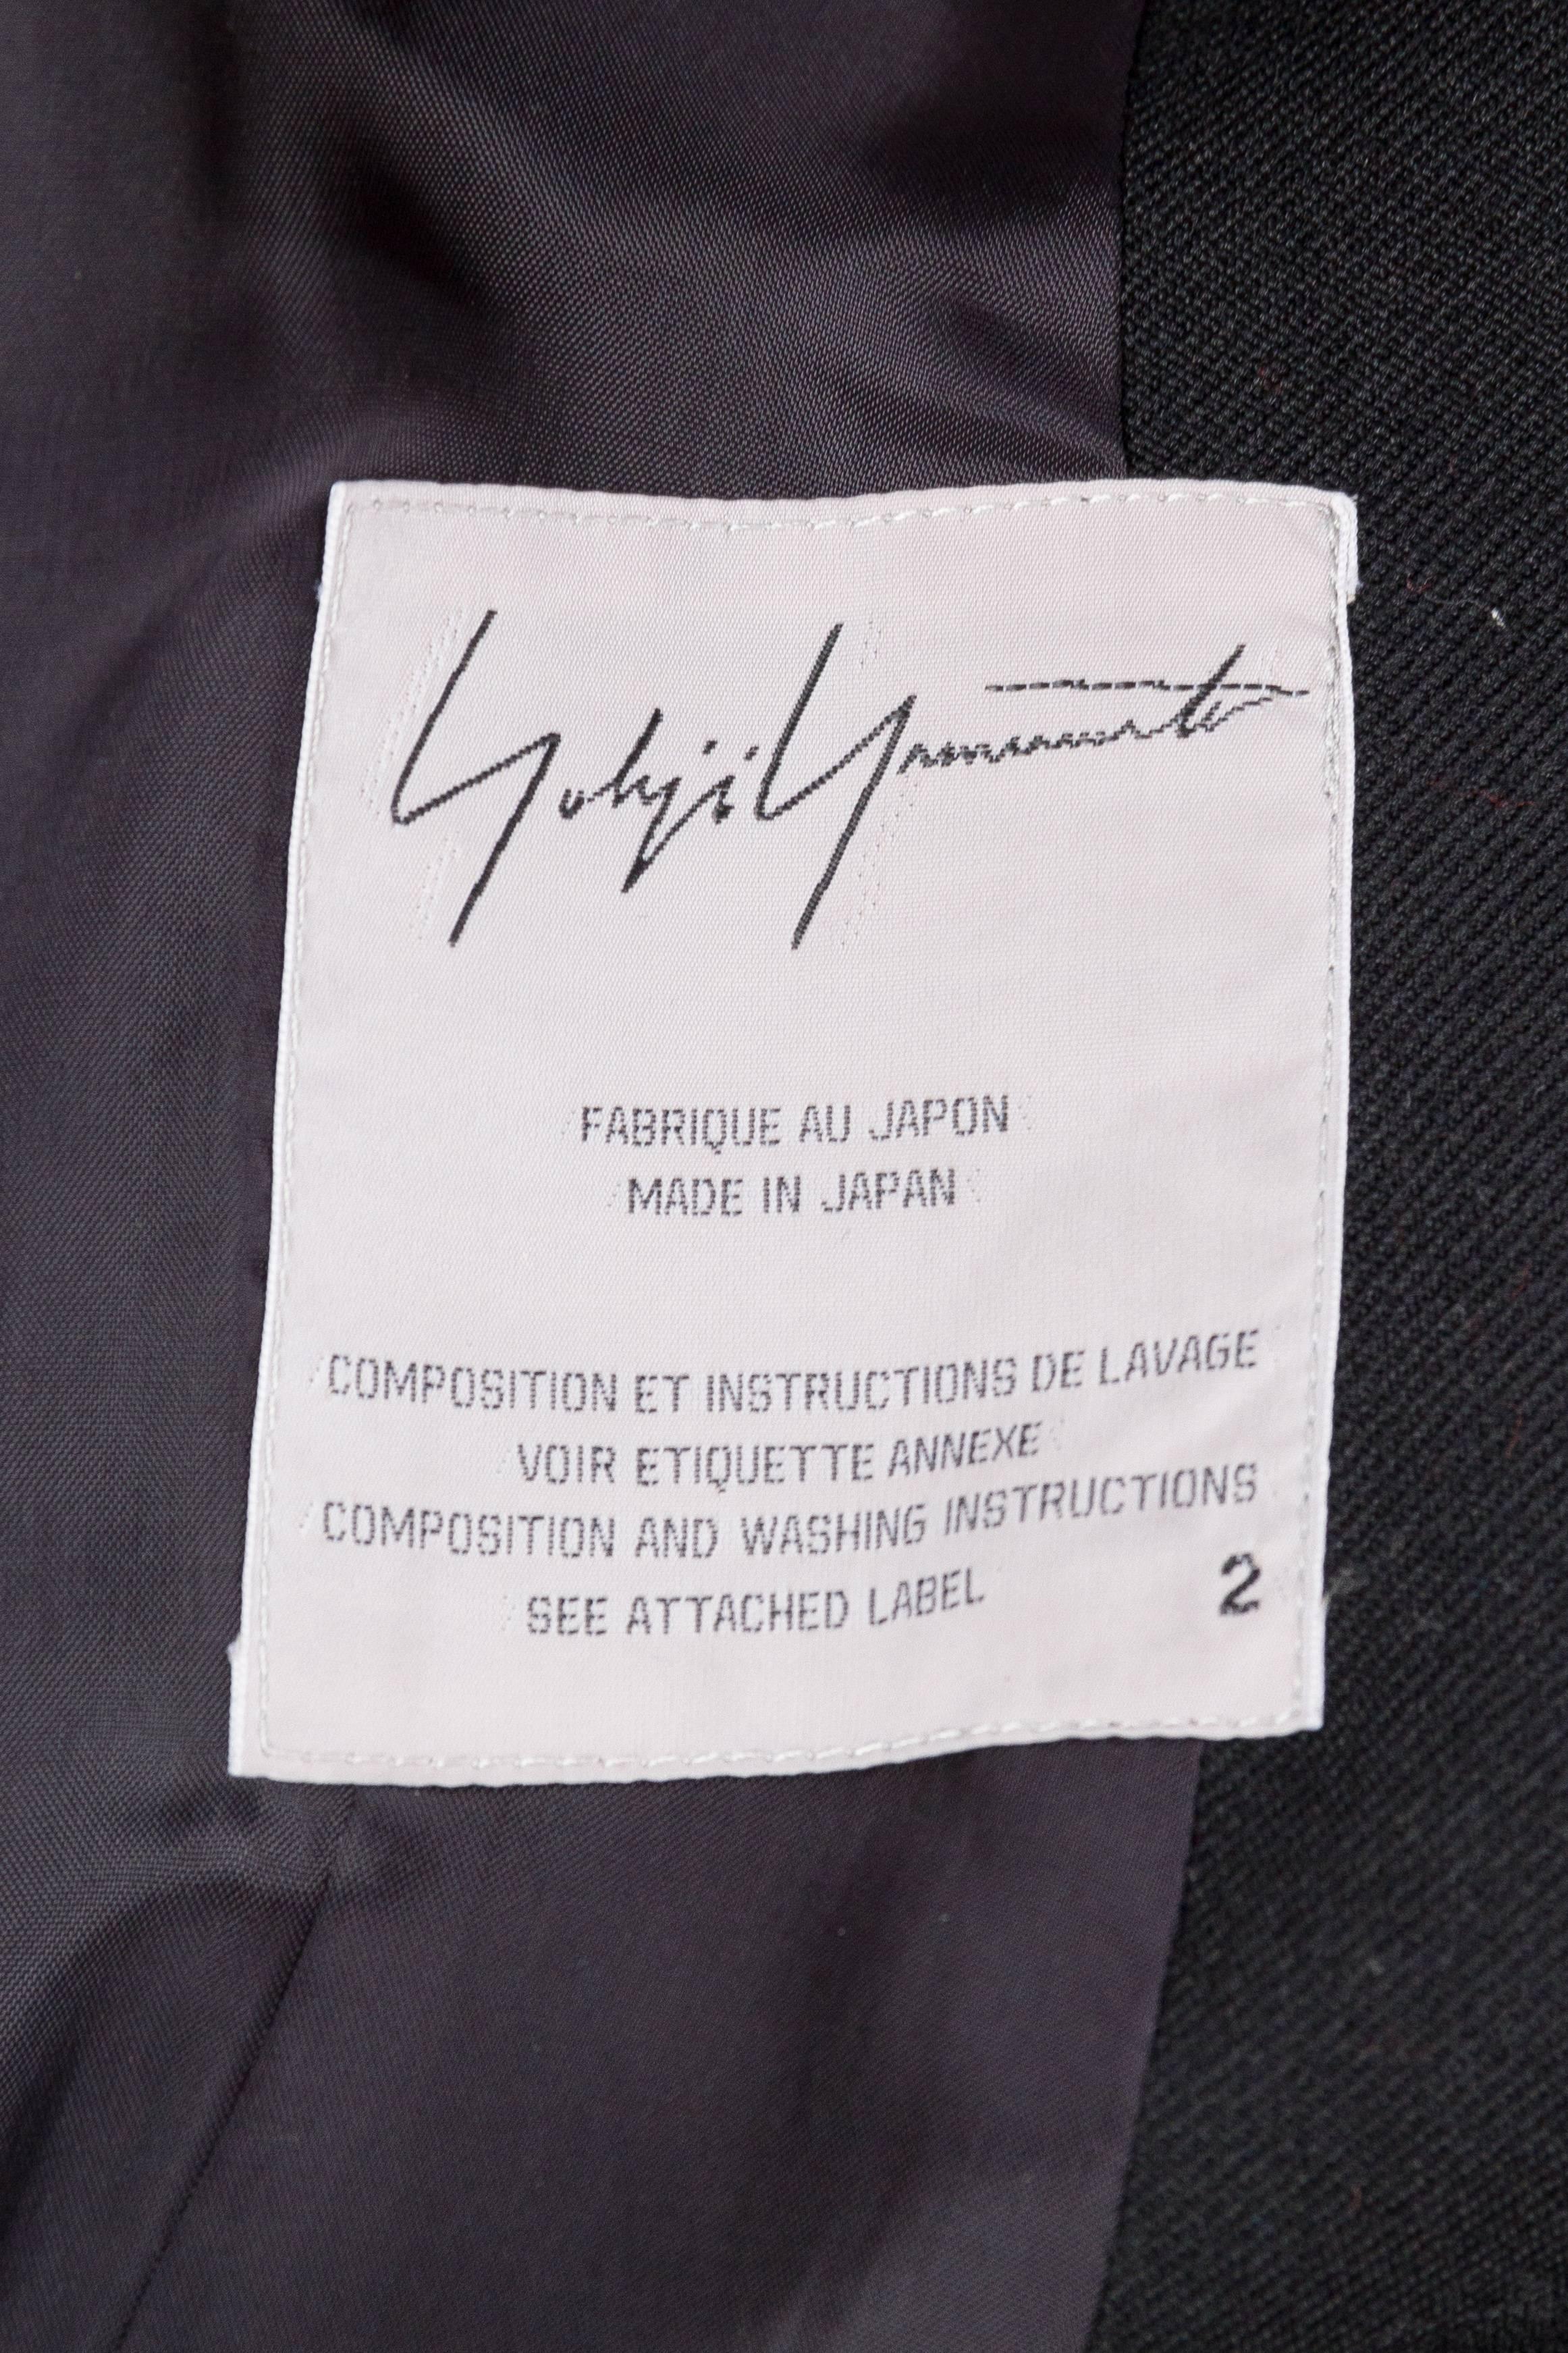 Yohji Yamamoto
FABRIQUE AU JAPON
MADE IN JAPAN
COMPOSITION ET INSTRUCTIONS DE LAVAGE
VOIR ETIQUETTE ANNEXE
COMPOSITION AND WASHING INSTRUCTIONS
SEE ATTACHED LABEL 2